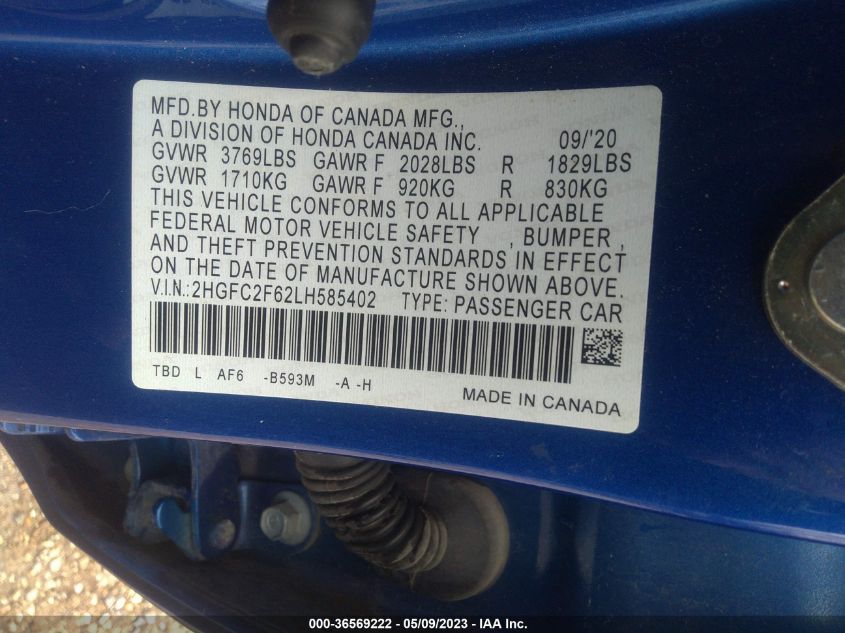 MFD.BY HONDA OF CANADA MFG.,
A DIVISION OF HONDA CANADA INC. 09/'20
GVWR 3769LBS GAWR F 2028LBS R 1829LBS
GVWR 1710KG GAWR F 920KG R 830KG
THIS VEHICLE CONFORMS TO ALL APPLICABLE
FEDERAL MOTOR VEHICLE SAFETY , BUMPER ,
AND THEFT PREVENTION STANDARDS IN EFFECT
ON THE DATE OF MANUFACTURE SHOWN ABOVE.
V.I.N.:2HGFC2F62LH585402 TYPE: PASSENGER CAR
TBD L AF6 -B593M -A -H
MADE IN CANADA
000-36569222 - 05/09/2023 - IAA Inc.